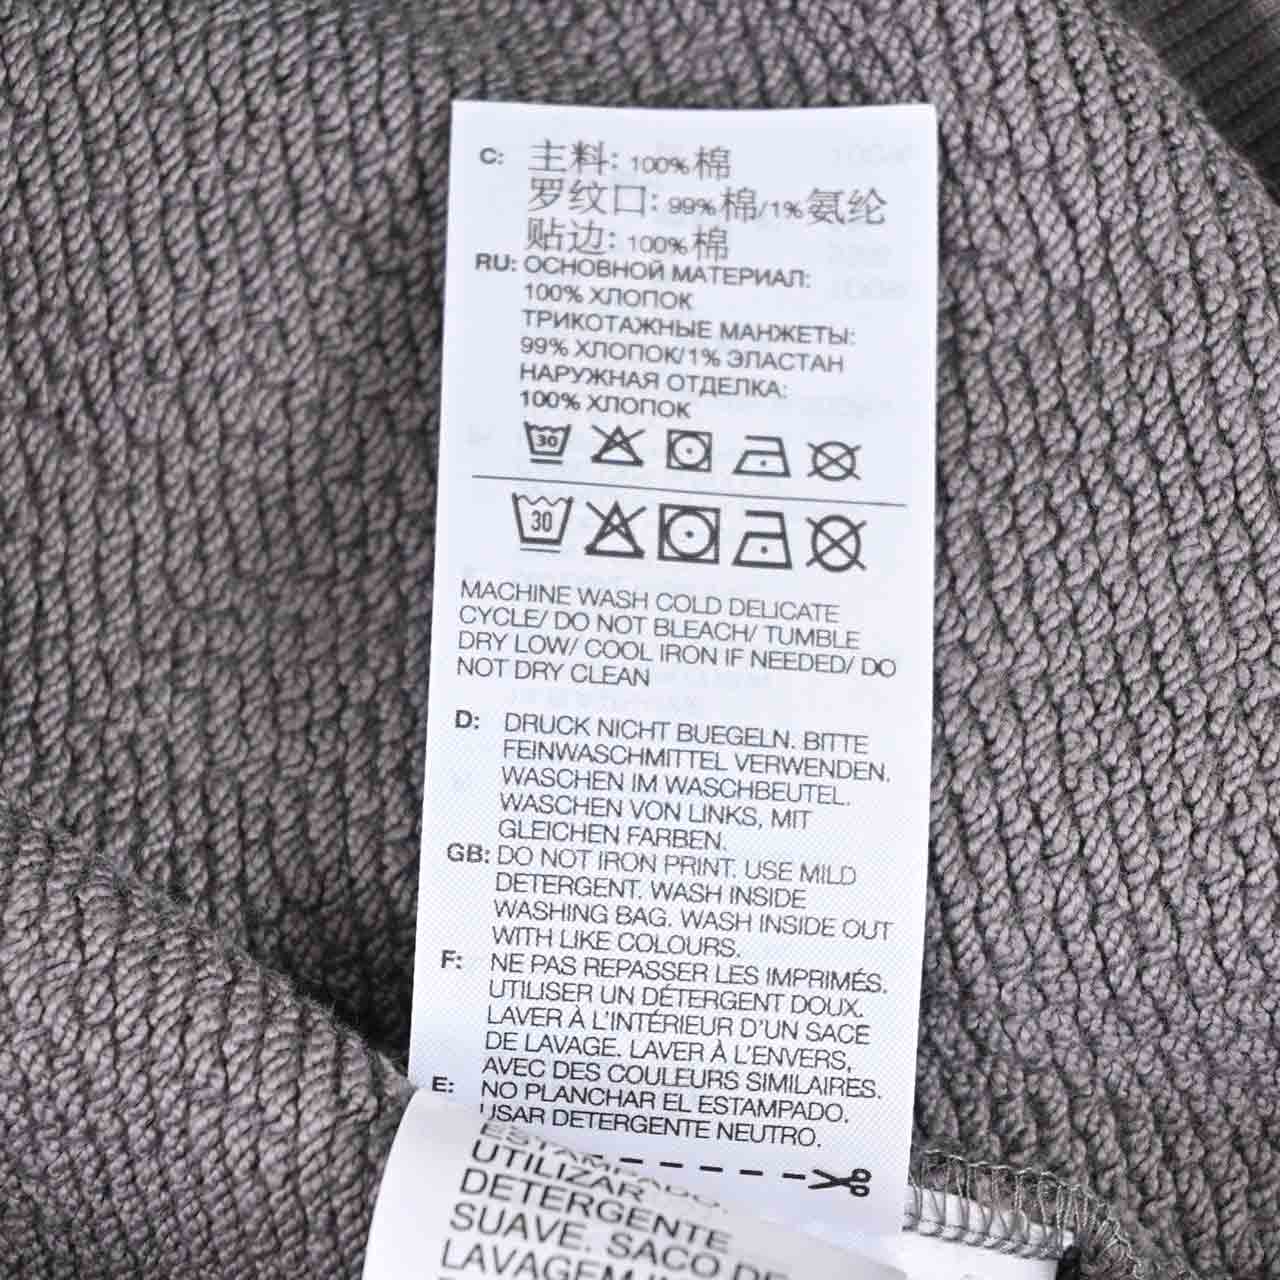 C: 主料: 100%棉
罗纹口: 99%棉/1%氨纶
贴边: 100%棉
RU: ОСНОВНОЙ МАТЕРИАЛ:
100% ХЛОПОК
ТРИКОТАЖНЫЕ МАНЖЕТЫ:
99% ХЛОПОК/1% ЭЛАСТАН
НАРУЖНАЯ ОТДЕЛКА:
100% ХЛОПОК
30
30
MACHINE WASH COLD DELICATE
CYCLE/ DO NOT BLEACH/ TUMBLE
DRY LOW/ COOL IRON IF NEEDED/ DO
NOT DRY CLEAN
D: DRUCK NICHT BUEGELN. BITTE
FEINWASCHMITTEL VERWENDEN.
WASCHEN IM WASCHBEUTEL.
WASCHEN VON LINKS, MIT
GLEICHEN FARBEN.
GB: DO NOT IRON PRINT. USE MILD
DETERGENT. WASH INSIDE
WASHING BAG. WASH INSIDE OUT
WITH LIKE COLOURS.
F: NE PAS REPASSER LES IMPRIMÉS.
UTILISER UN DÉTERGENT DOUX.
LAVER À L'INTÉRIEUR D'UN SACE
DE LAVAGE. LAVER À L'ENVERS,
AVEC DES COULEURS SIMILAIRES.
E: NO PLANCHAR EL ESTAMPADO.
USAR DETERGENTE NEUTRO.
ESTAMPADO.
UTILIZAR
DETERGENTE
SUAVE. SACO DE